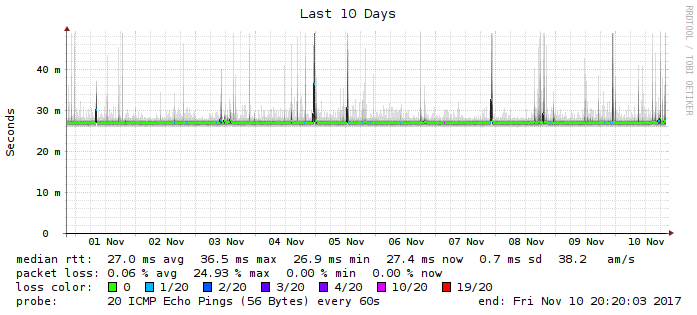 Last 10 Days
RRDTOOL / TOBI OETIKER
Seconds
40 m
30 m
20 m
10 m
0
01 Nov 02 Nov 03 Nov 04 Nov 05 Nov 06 Nov 07 Nov 08 Nov 09 Nov 10 Nov
median rtt: 27.0 ms avg 36.5 ms max 26.9 ms min 27.4 ms now 0.7 ms sd 38.2 am/s
packet loss: 0.06 % avg 24.93 % max 0.00 % min 0.00 % now
loss color: 0 1/20 2/20 3/20 4/20 10/20 19/20
probe: 20 ICMP Echo Pings (56 Bytes) every 60s end: Fri Nov 10 20:20:03 2017